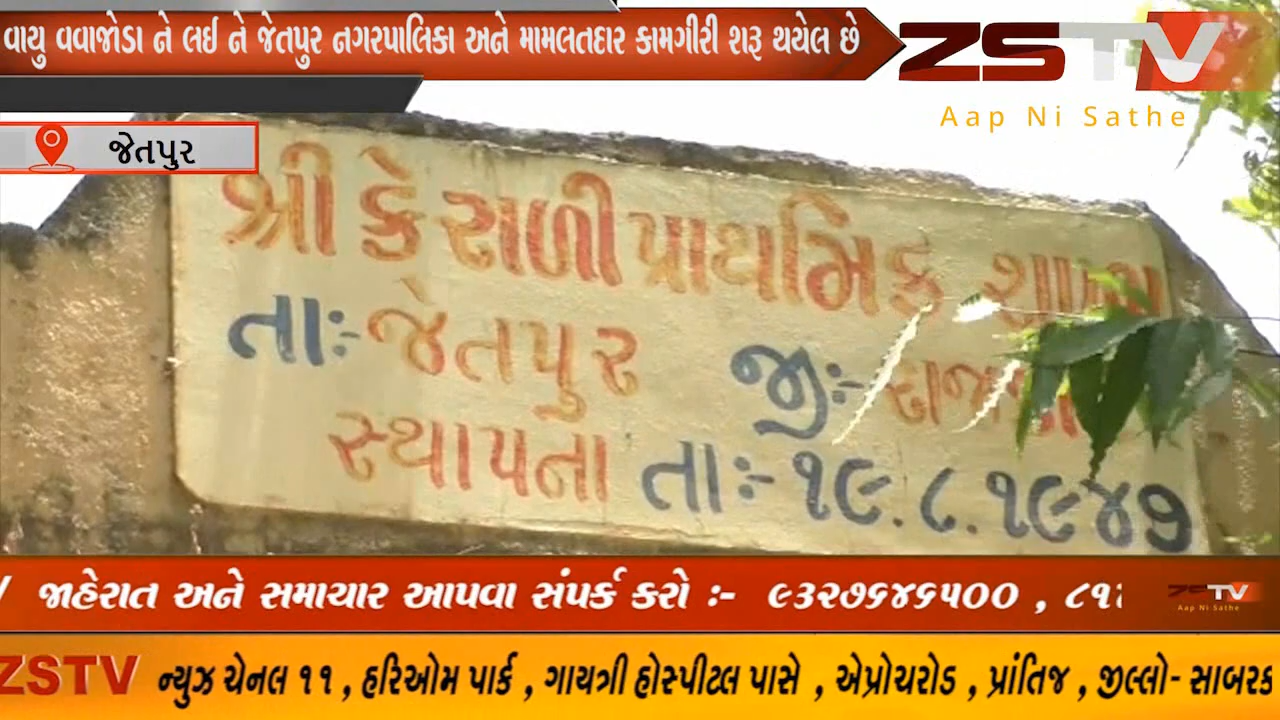 વાયુ વવાજોડા ને લઈ ને જેતપુર નગરપાલિકા અને મામલતદાર કામગીરી શરૂ થયેલ છે
ZSTV
Aap Ni Sathe
જેતપુર
શ્રી કેરાળી પ્રાથમિક શાળા
તાઃ- જેતપુર જીઃ-
સ્થાપના તાઃ- ૧૯.૮.૧૯૪૭
જાહેરાત અને સમાચાર આપવા સંપર્ક કરો :- ૯૩૨૭૬૪૬૫૦૦ ,
ZSTV
Aap Ni Sathe
ZSTV ન્યુઝ ચેનલ ૧૧ , હરિઓમ પાર્ક , ગાયત્રી હોસ્પીટલ પાસે , એપ્રોચરોડ , પ્રાંતિજ , જીલ્લો-